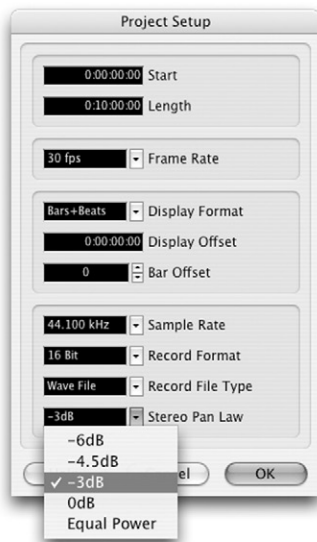 Project Setup
0:00:00:00 Start
0:10:00:00 Length
30 fps Frame Rate
Bars+Beats Display Format
0:00:00:00 Display Offset
0 Bar Offset
44.100 kHz Sample Rate
16 Bit Record Format
Wave File Record File Type
-3dB Stereo Pan Law
-6dB
-4.5dB
✓ -3dB
OK
0dB
Equal Power